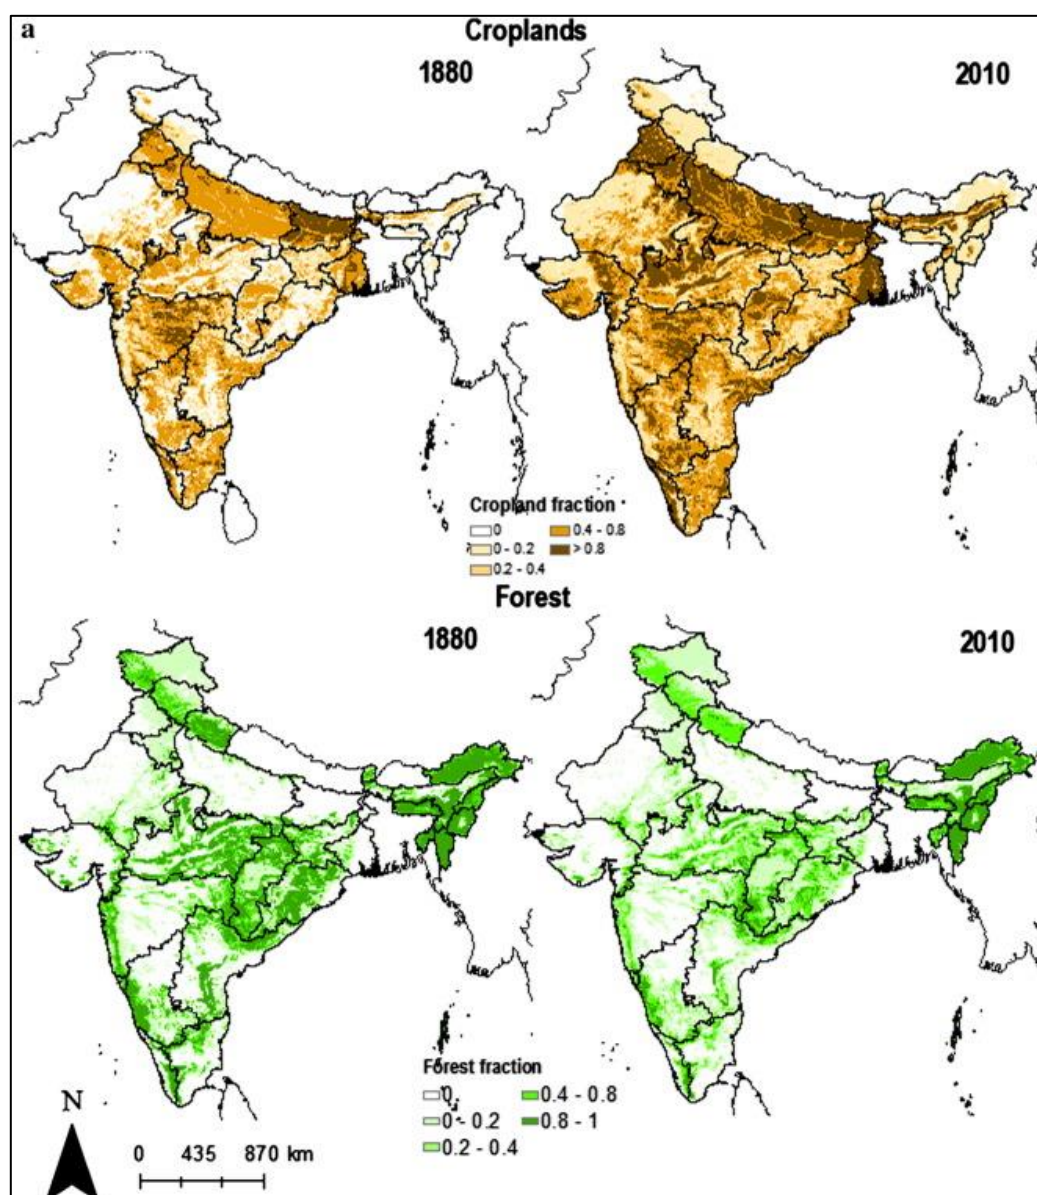 a
Croplands
1880
2010
Cropland fraction
0
0.4 - 0.8
0 - 0.2
> 0.8
0.2 - 0.4
Forest
1880
2010
Forest fraction
0
0.4 - 0.8
0 - 0.2
0.8 - 1
0.2 - 0.4
N
0 435 870 km